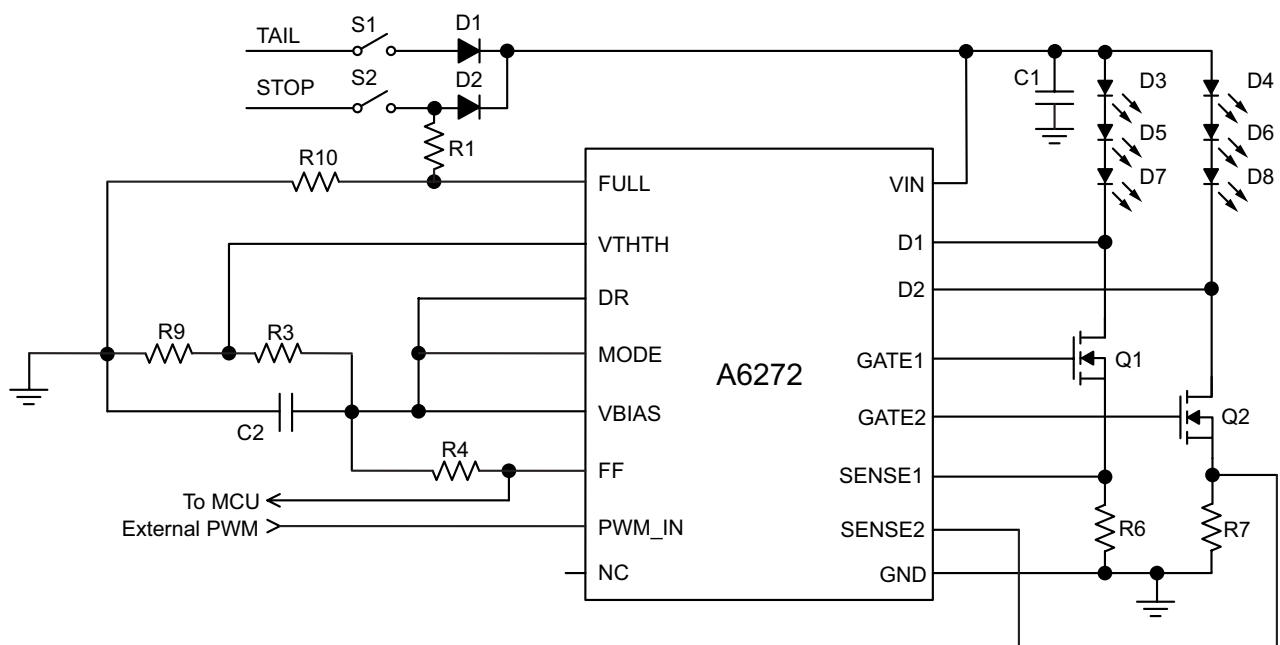 TAIL
S1
D1
STOP
S2
D2
R1
R10
C1
D3
D4
D5
D6
D7
D8
FULL
VIN
VTHTH
D1
DR
D2
R9
R3
MODE
A6272
GATE1
Q1
C2
VBIAS
GATE2
Q2
R4
FF
SENSE1
To MCU
External PWM
PWM_IN
SENSE2
R6
R7
NC
GND